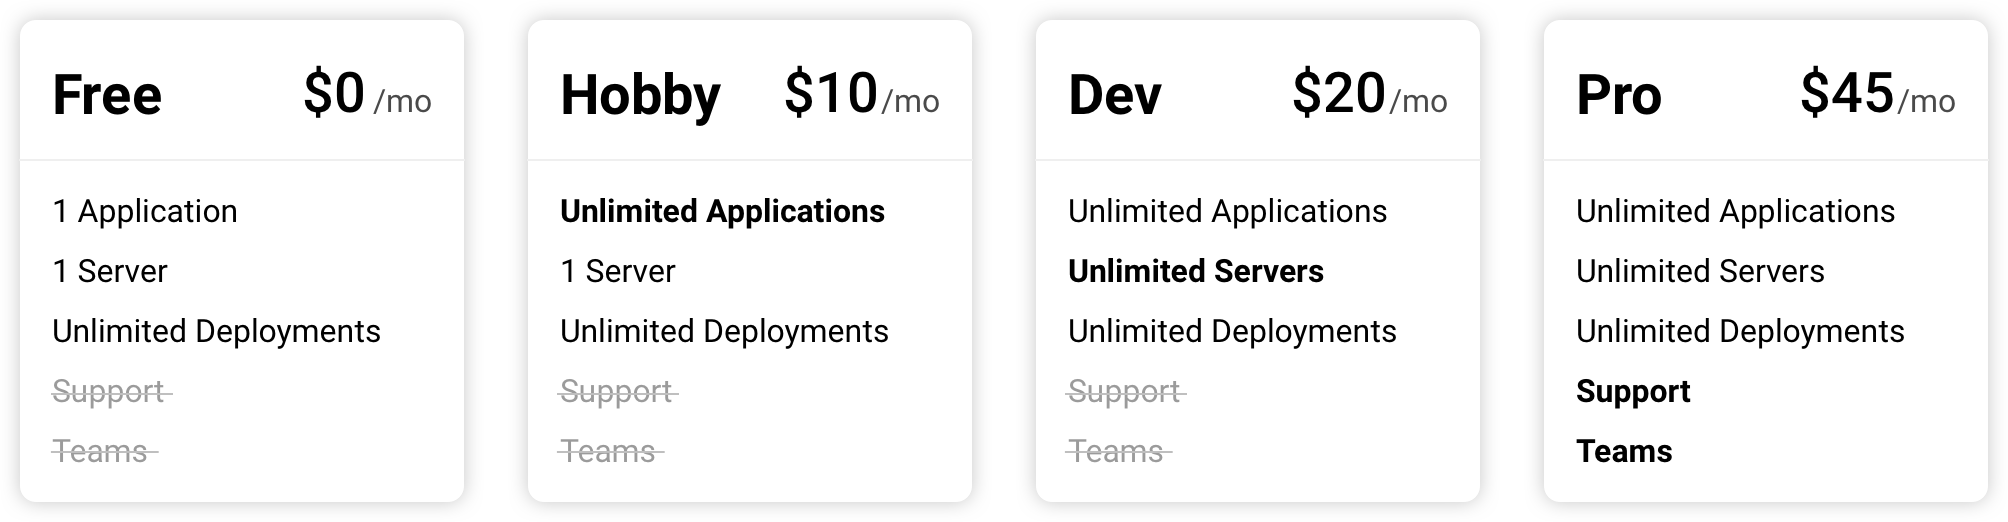 Free $0 /mo
1 Application
1 Server
Unlimited Deployments
Support
Teams
Hobby $10 /mo
Unlimited Applications
1 Server
Unlimited Deployments
Support
Teams
Dev $20 /mo
Unlimited Applications
Unlimited Servers
Unlimited Deployments
Support
Teams
Pro $45 /mo
Unlimited Applications
Unlimited Servers
Unlimited Deployments
Support
Teams